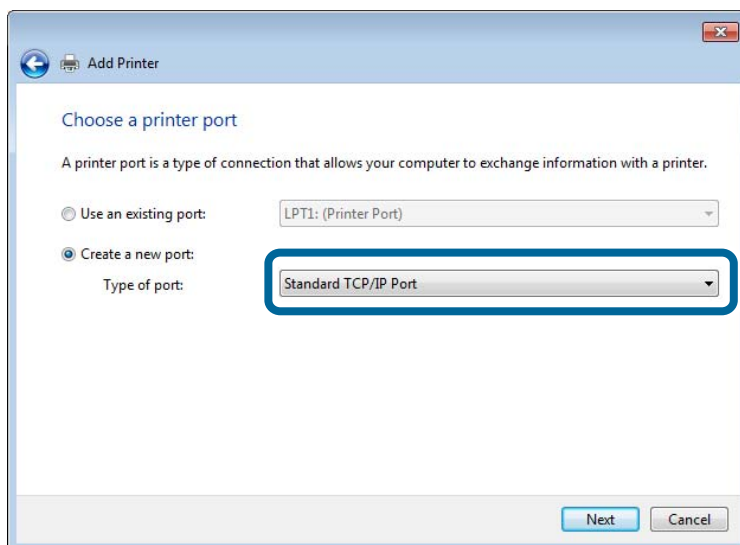 Add Printer
Choose a printer port
A printer port is a type of connection that allows your computer to exchange information with a printer.
Use an existing port: LPT1: (Printer Port)
Create a new port:
Type of port: Standard TCP/IP Port
Next Cancel